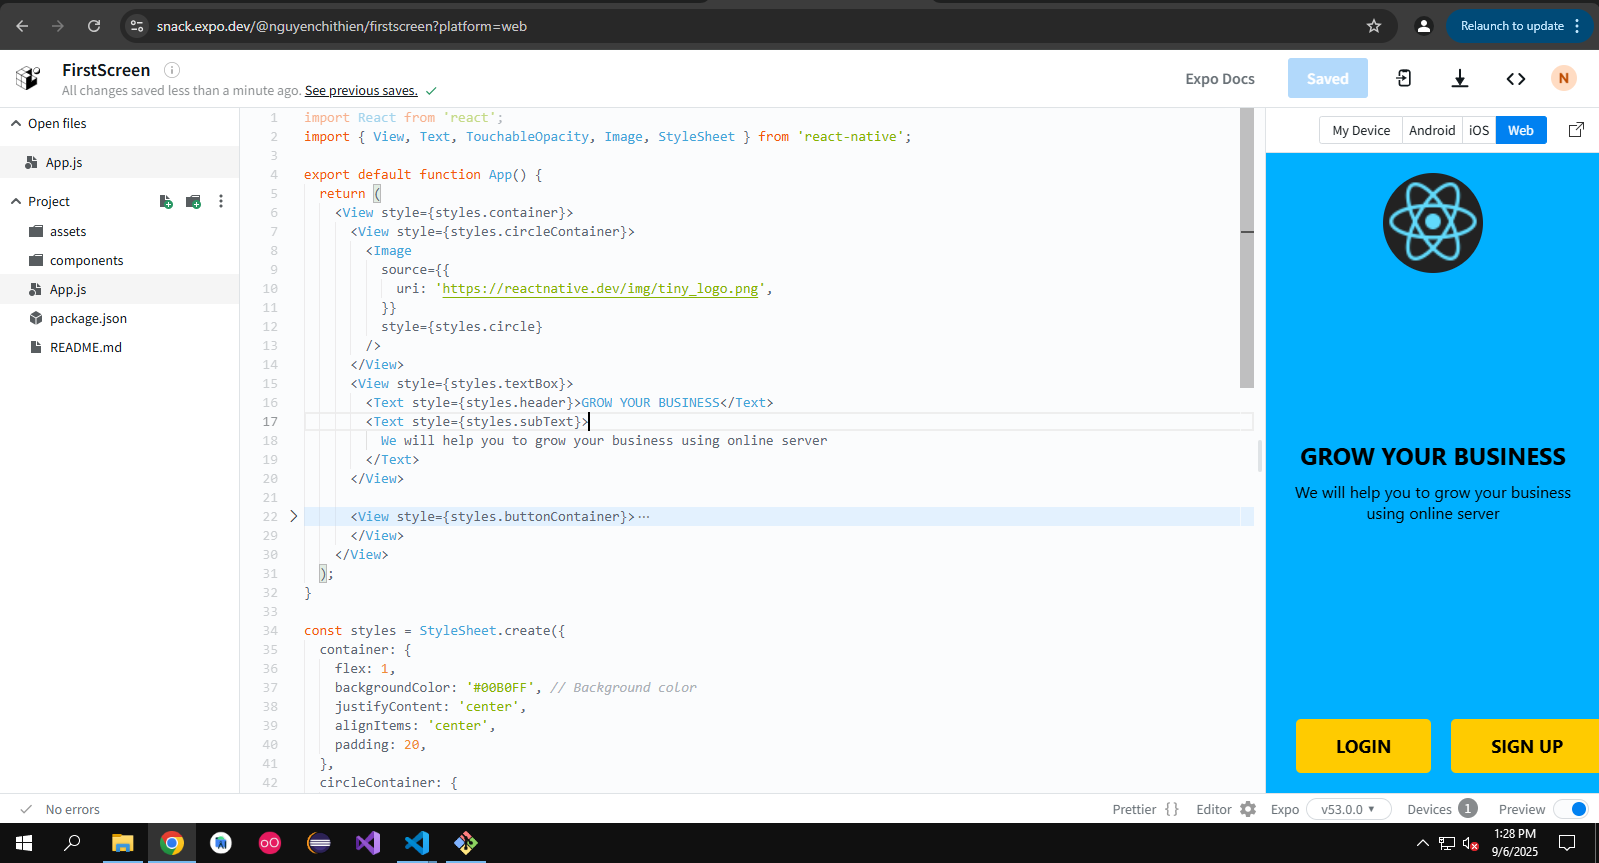 snack.expo.dev/@nguyenchithien/firstscreen?platform=web
Relaunch to update
FirstScreen
All changes saved less than a minute ago. See previous saves.
Expo Docs
Saved
N
Open files
App.js
Project
assets
components
App.js
package.json
README.md
1 import React from 'react';
2 import { View, Text, TouchableOpacity, Image, StyleSheet } from 'react-native';
3
4 export default function App() {
5 return (
6 <View style={styles.container}>
7 <View style={styles.circleContainer}>
8 <Image
9 source={{
10 uri: 'https://reactnative.dev/img/tiny_logo.png',
11 }}
12 style={styles.circle}
13 />
14 </View>
15 <View style={styles.textBox}>
16 <Text style={styles.header}>GROW YOUR BUSINESS</Text>
17 <Text style={styles.subText}>
18 We will help you to grow your business using online server
19 </Text>
20 </View>
21
22 <View style={styles.buttonContainer}>···
29 </View>
30 </View>
31 );
32 }
33
34 const styles = StyleSheet.create({
35 container: {
36 flex: 1,
37 backgroundColor: '#00B0FF', // Background color
38 justifyContent: 'center',
39 alignItems: 'center',
40 padding: 20,
41 },
42 circleContainer: {
My Device Android iOS Web
GROW YOUR BUSINESS
We will help you to grow your business
using online server
LOGIN
SIGN UP
No errors
Prettier { } Editor Expo v53.0.0 Devices 1 Preview
1:28 PM
9/6/2025